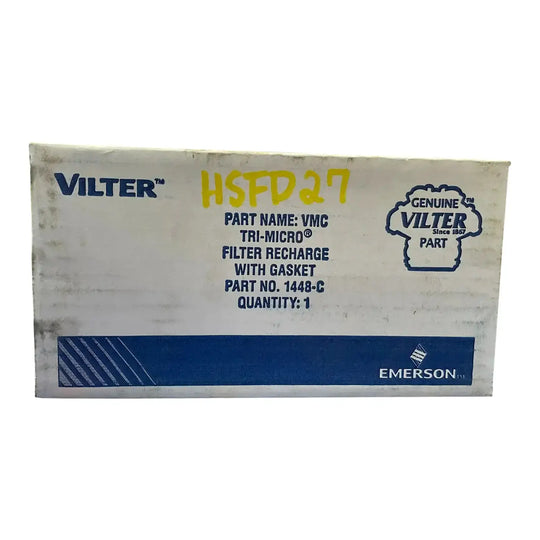 VILTER™
HSFD27
PART NAME: VMC
TRI-MICRO®
FILTER RECHARGE
WITH GASKET
PART NO. 1448-C
QUANTITY: 1
GENUINE
VILTER
Since 1867
PART
EMERSON